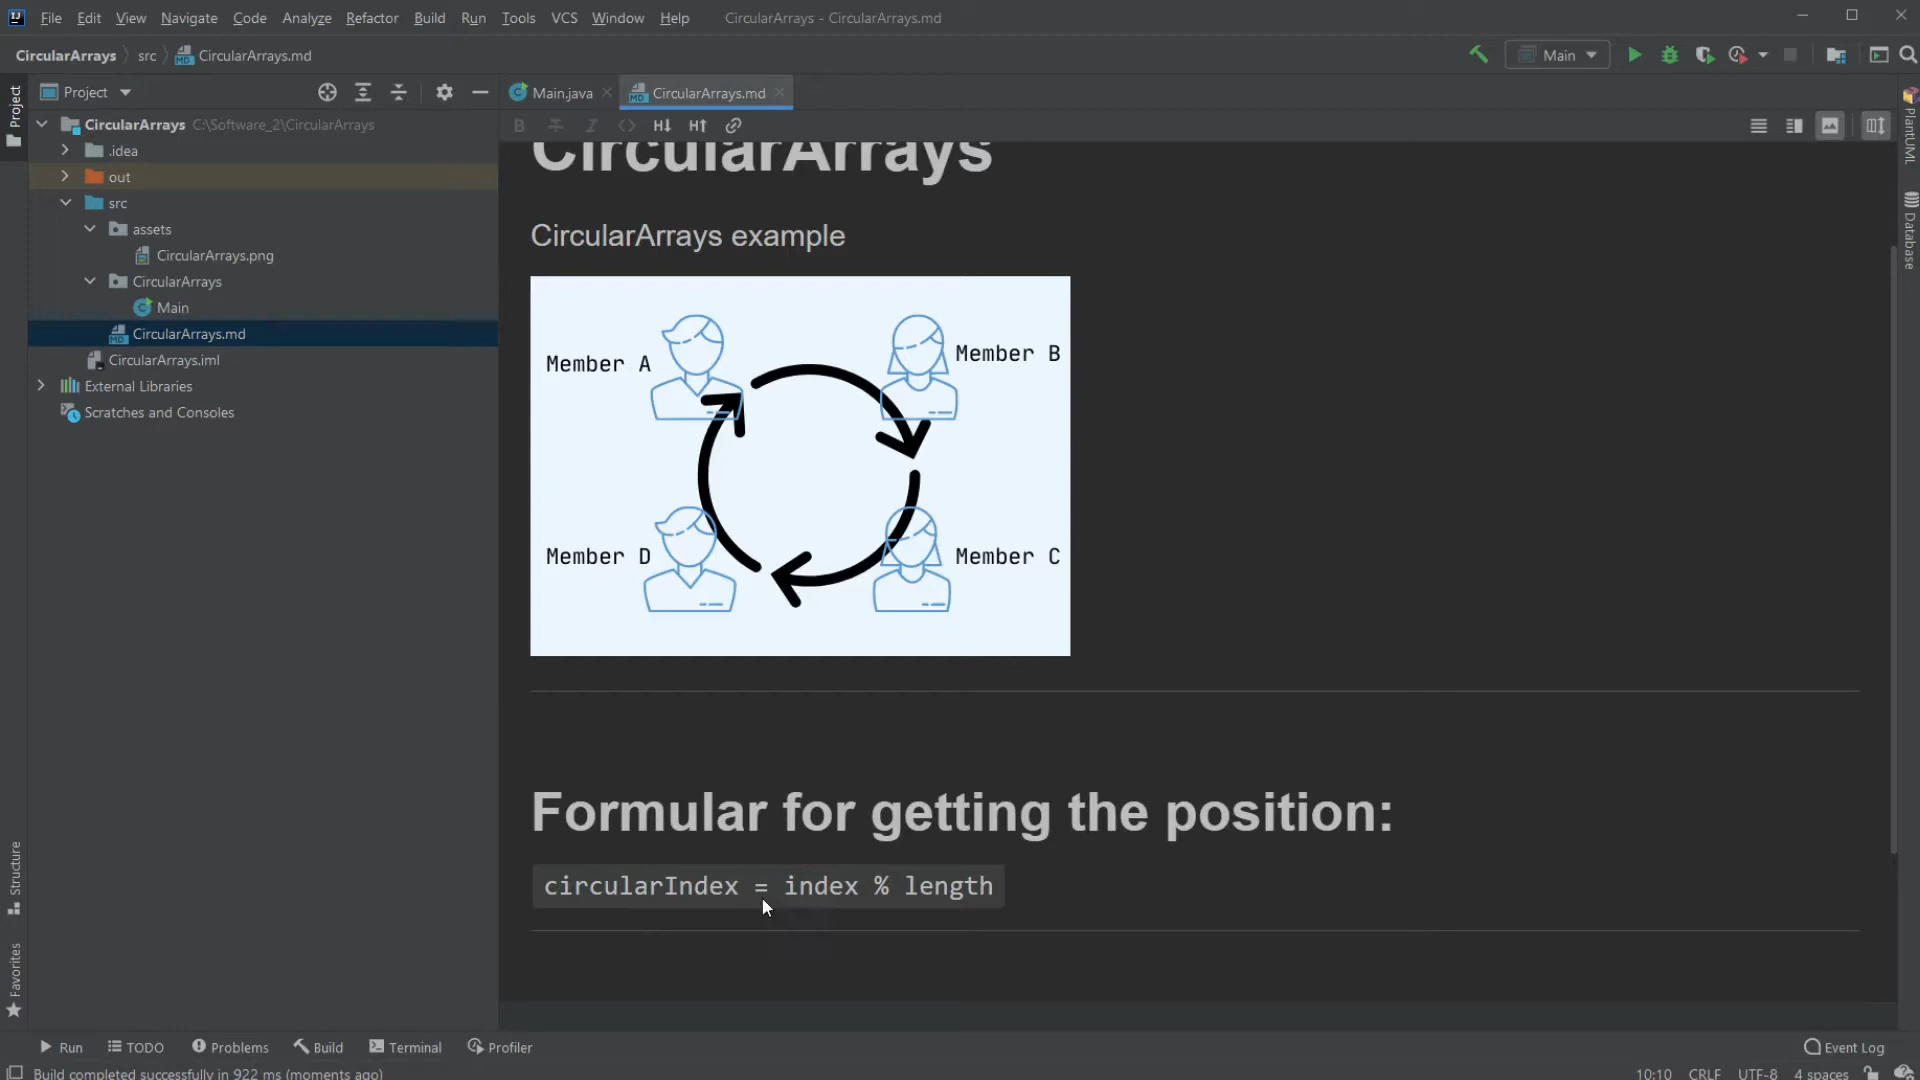 File Edit View Navigate Code Analyze Refactor Build Run Tools VCS Window Help CircularArrays - CircularArrays.md
CircularArrays src CircularArrays.md Main
Project
Project
Main.java CircularArrays.md
CircularArrays C:\Software_2\CircularArrays
.idea
out
src
assets
CircularArrays.png
CircularArrays
Main
CircularArrays.md
CircularArrays.iml
External Libraries
Scratches and Consoles
B I H↓ H↑
CircularArrays
CircularArrays example
Member A
Member B
Member D
Member C
Formular for getting the position:
circularIndex = index % length
PlantUML
Database
Structure
Favorites
Run TODO Problems Build Terminal Profiler Event Log
Build completed successfully in 922 ms (moments ago) 10:10 CRLF UTF-8 4 spaces